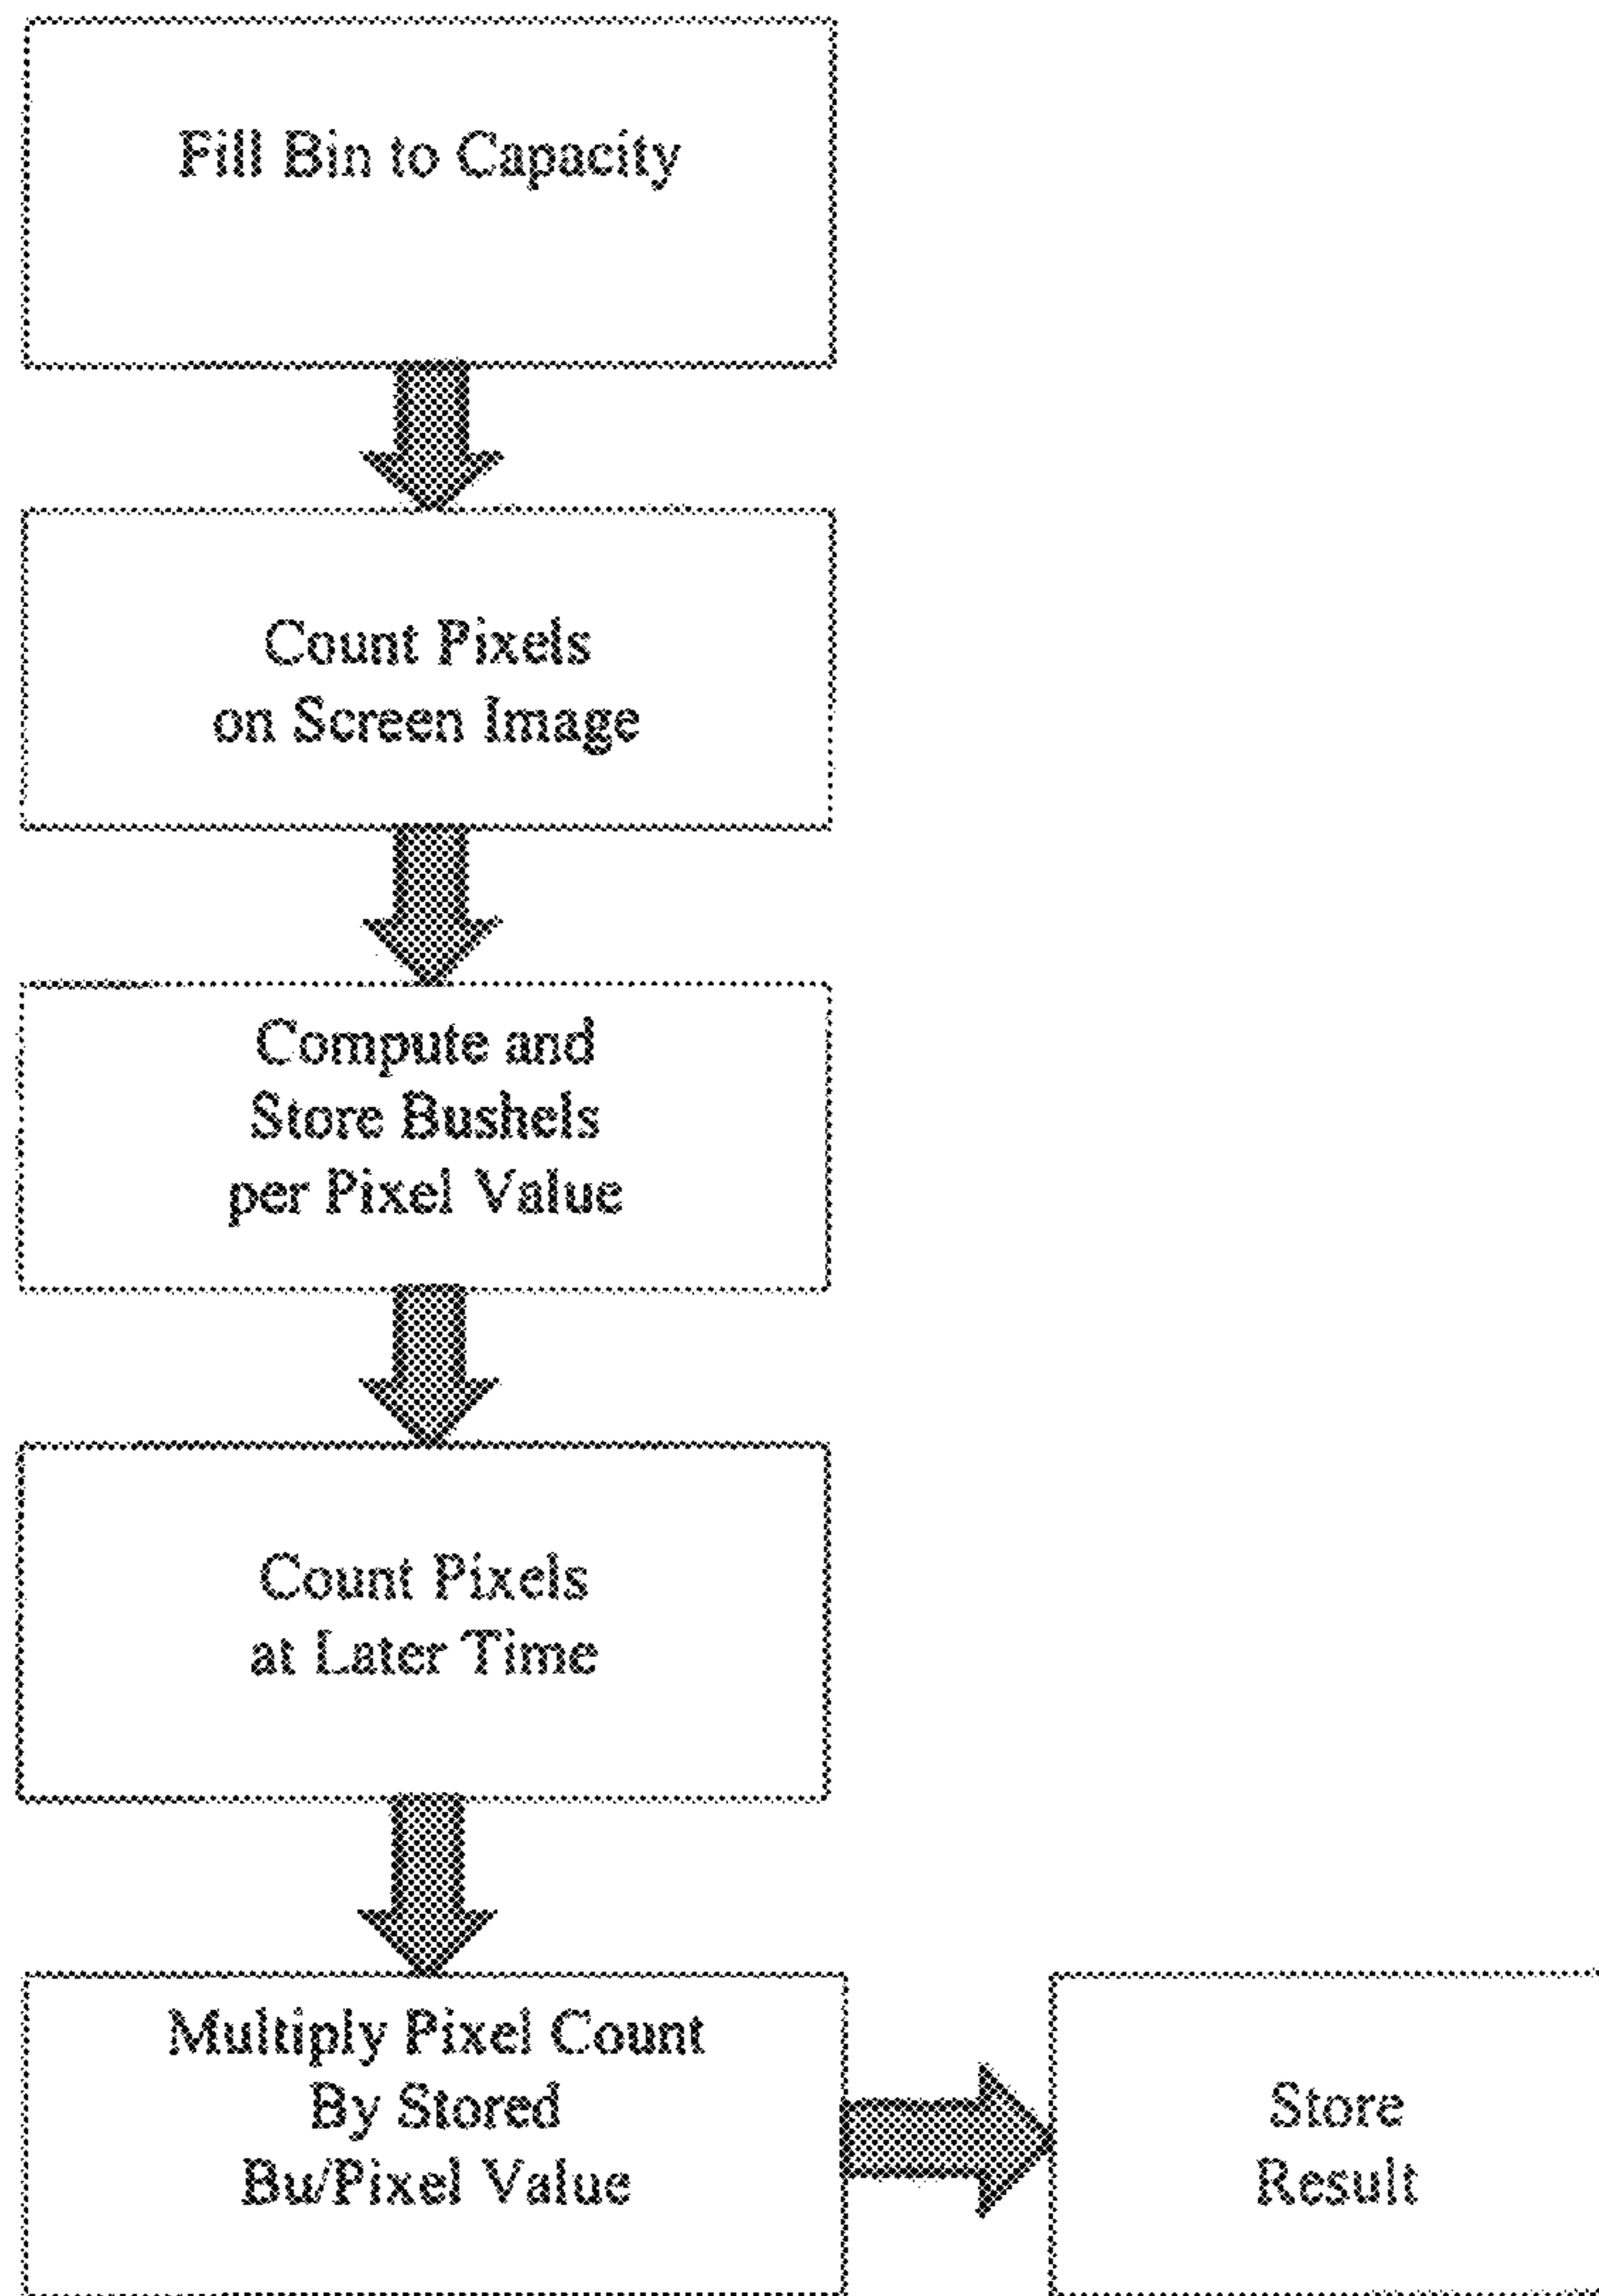 Fill Bin to Capacity
Count Pixels
on Screen Image
Compute and
Store Bushels
per Pixel Value
Count Pixels
at Later Time
Multiply Pixel Count
By Stored
Bu/Pixel Value
Store
Result